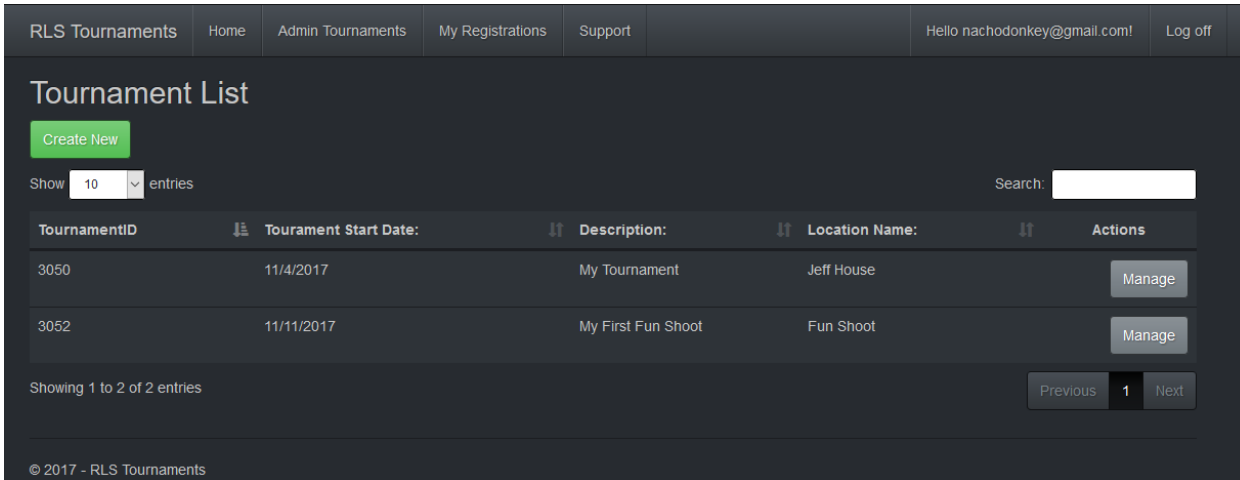 RLS Tournaments Home Admin Tournaments My Registrations Support Hello nachodonkey@gmail.com! Log off
Tournament List
Create New
Show 10 entries Search:
TournamentID Tourament Start Date: Description: Location Name: Actions
3050 11/4/2017 My Tournament Jeff House Manage
3052 11/11/2017 My First Fun Shoot Fun Shoot Manage
Showing 1 to 2 of 2 entries Previous 1 Next
© 2017 - RLS Tournaments